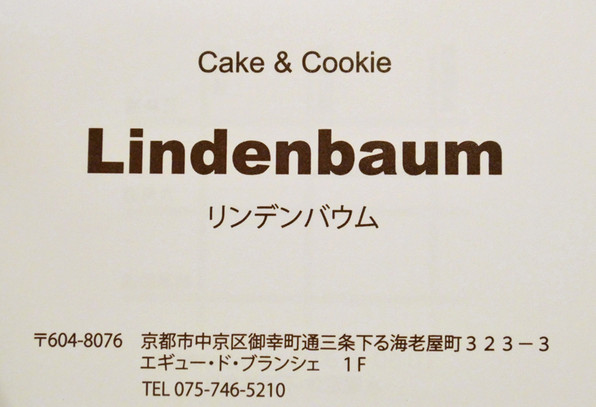 Cake & Cookie
Lindenbaum
リンデンバウム
〒604-8076 京都市中京区御幸町通三条下る海老屋町３２３－３
エギュー・ド・ブランシェ １F
TEL 075-746-5210